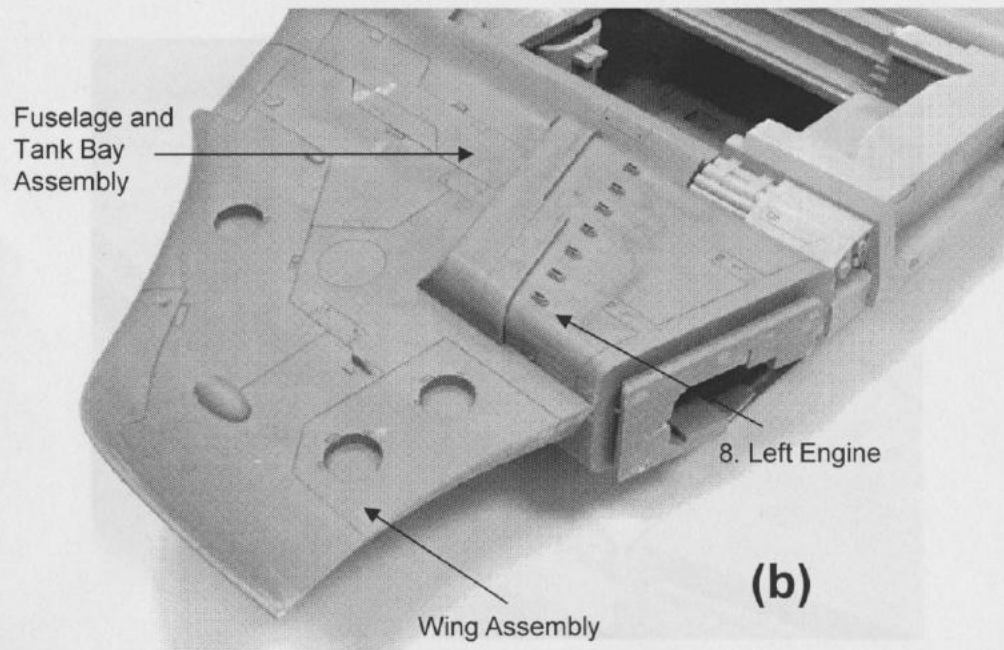 Fuselage and
Tank Bay
Assembly
8. Left Engine
(b)
Wing Assembly